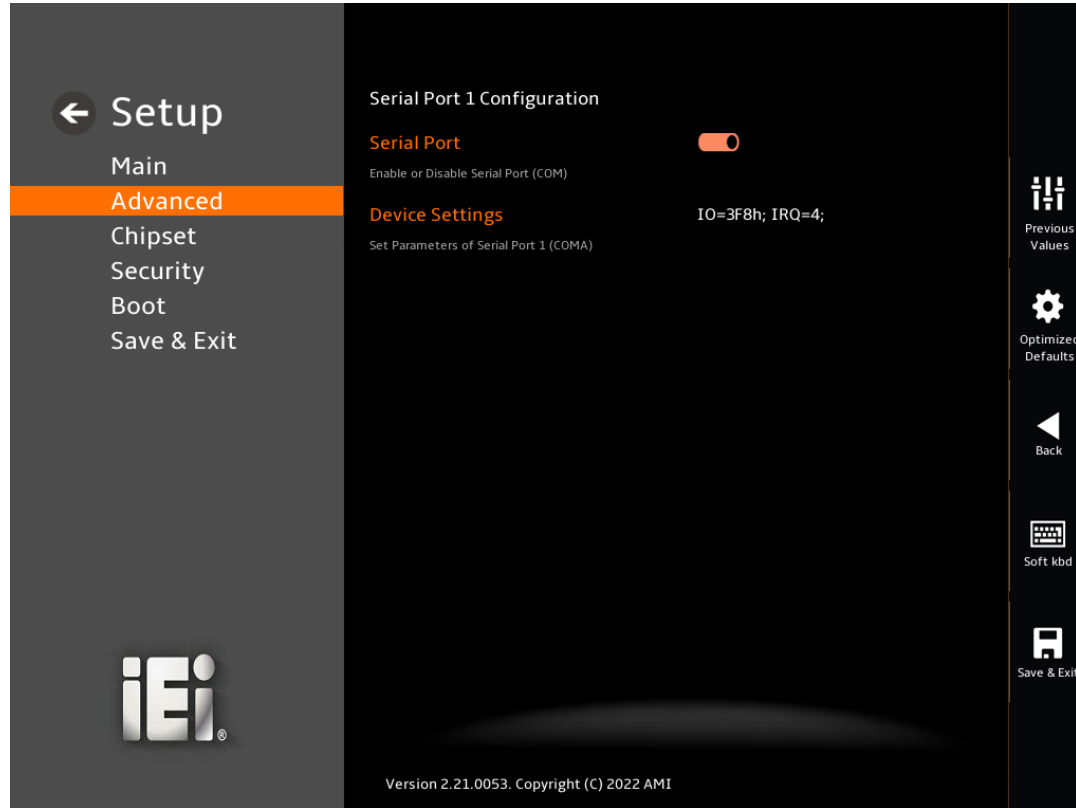 Setup
Main
Advanced
Chipset
Security
Boot
Save & Exit
iEi®
Serial Port 1 Configuration
Serial Port
Enable or Disable Serial Port (COM)
Device Settings IO=3F8h; IRQ=4;
Set Parameters of Serial Port 1 (COMA)
Version 2.21.0053. Copyright (C) 2022 AMI
Previous
Values
Optimized
Defaults
Back
Soft kbd
Save & Exit